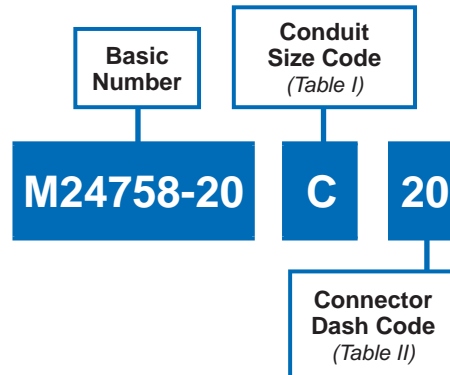 Basic
Number
Conduit
Size Code
(Table I)
M24758-20 C 20
Connector
Dash Code
(Table II)